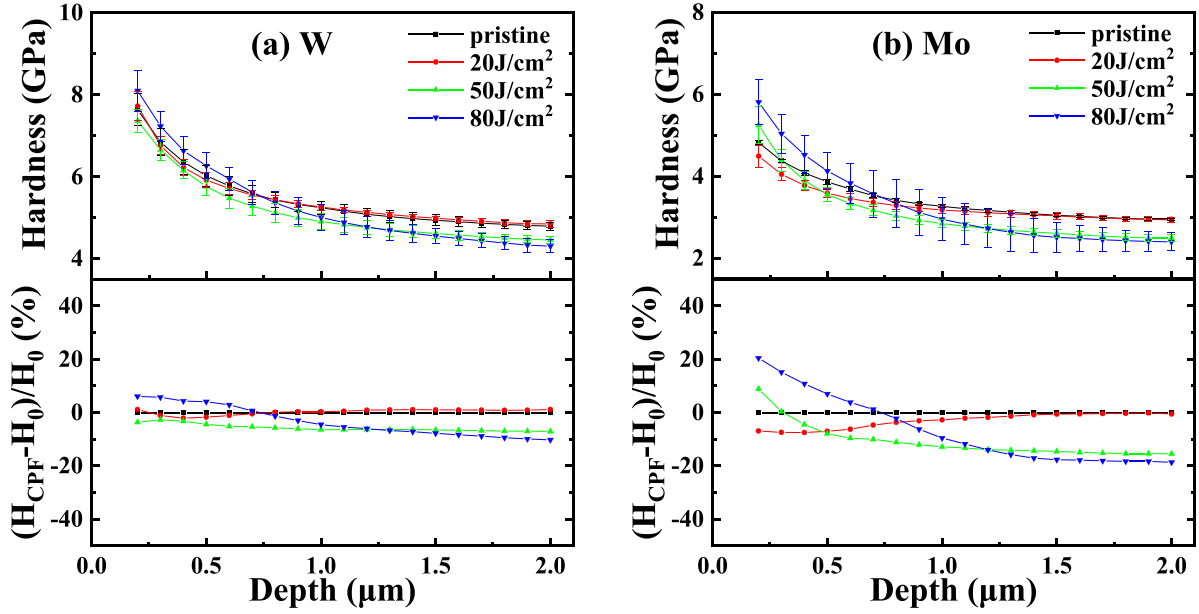 (a) W
pristine
20J/cm²
50J/cm²
80J/cm²
10
8
6
4
Hardness (GPa)
40
20
0
-20
-40
(H_CPF-H₀)/H₀ (%)
0.0 0.5 1.0 1.5 2.0
Depth (μm)
(b) Mo
pristine
20J/cm²
50J/cm²
80J/cm²
8
6
4
2
Hardness (GPa)
40
20
0
-20
-40
(H_CPF-H₀)/H₀ (%)
0.0 0.5 1.0 1.5 2.0
Depth (μm)